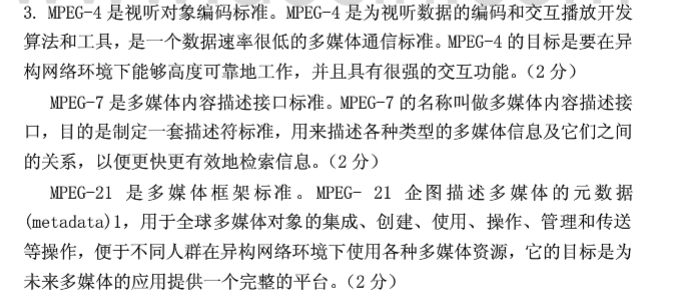 3. MPEG-4 是视听对象编码标准。MPEG-4 是为视听数据的编码和交互播放开发
算法和工具，是一个数据速率很低的多媒体通信标准。MPEG-4 的目标是要在异
构网络环境下能够高度可靠地工作，并且具有很强的交互功能。（2 分）
MPEG-7 是多媒体内容描述接口标准。MPEG-7 的名称叫做多媒体内容描述接
口，目的是制定一套描述符标准，用来描述各种类型的多媒体信息及它们之间
的关系，以便更快更有效地检索信息。（2 分）
MPEG-21 是多媒体框架标准。MPEG- 21 企图描述多媒体的元数据
(metadata)1，用于全球多媒体对象的集成、创建、使用、操作、管理和传送
等操作，便于不同人群在异构网络环境下使用各种多媒体资源，它的目标是为
未来多媒体的应用提供一个完整的平台。（2 分）